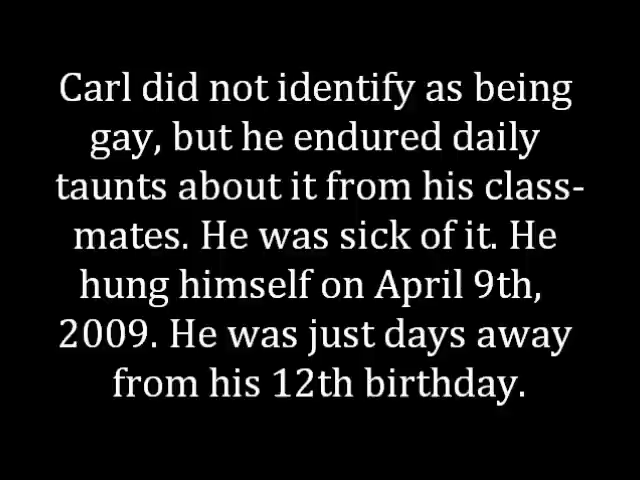 Carl did not identify as being
gay, but he endured daily
taunts about it from his class-
mates. He was sick of it. He
hung himself on April 9th,
2009. He was just days away
from his 12th birthday.